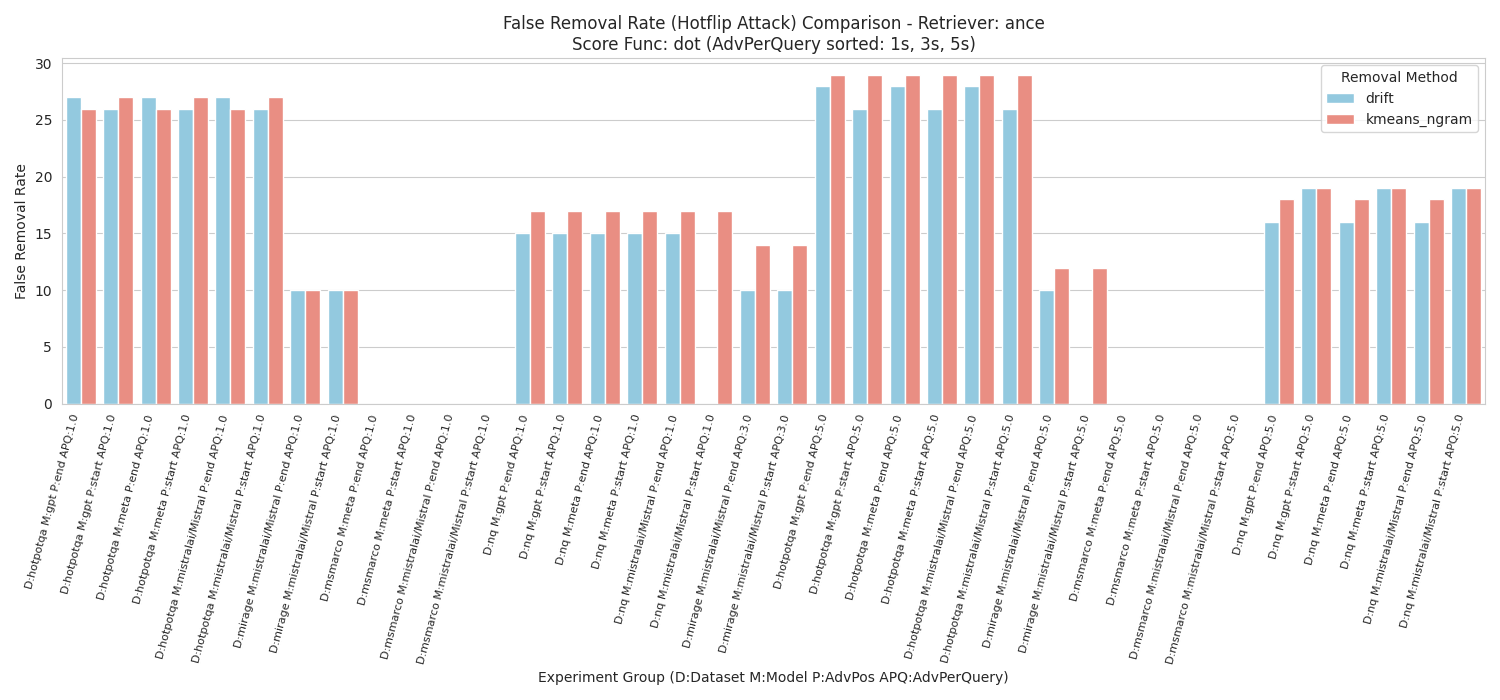 False Removal Rate (Hotflip Attack) Comparison - Retriever: ance
Score Func: dot (AdvPerQuery sorted: 1s, 3s, 5s)
Removal Method
drift
kmeans_ngram
False Removal Rate
30
25
20
15
10
5
0
D:hotpotqa M:gpt P:end APQ:1.0
D:hotpotqa M:gpt P:start APQ:1.0
D:hotpotqa M:meta P:end APQ:1.0
D:hotpotqa M:meta P:start APQ:1.0
D:hotpotqa M:mistralai/Mistral P:end APQ:1.0
D:hotpotqa M:mistralai/Mistral P:start APQ:1.0
D:mirage M:mistralai/Mistral P:end APQ:1.0
D:mirage M:mistralai/Mistral P:start APQ:1.0
D:msmarco M:meta P:end APQ:1.0
D:msmarco M:meta P:start APQ:1.0
D:msmarco M:mistralai/Mistral P:end APQ:1.0
D:msmarco M:mistralai/Mistral P:start APQ:1.0
D:nq M:gpt P:end APQ:1.0
D:nq M:gpt P:start APQ:1.0
D:nq M:meta P:end APQ:1.0
D:nq M:meta P:start APQ:1.0
D:nq M:mistralai/Mistral P:end APQ:1.0
D:nq M:mistralai/Mistral P:start APQ:1.0
D:mirage M:mistralai/Mistral P:end APQ:3.0
D:mirage M:mistralai/Mistral P:start APQ:3.0
D:hotpotqa M:gpt P:end APQ:5.0
D:hotpotqa M:gpt P:start APQ:5.0
D:hotpotqa M:meta P:end APQ:5.0
D:hotpotqa M:meta P:start APQ:5.0
D:hotpotqa M:mistralai/Mistral P:end APQ:5.0
D:hotpotqa M:mistralai/Mistral P:start APQ:5.0
D:mirage M:mistralai/Mistral P:end APQ:5.0
D:mirage M:mistralai/Mistral P:start APQ:5.0
D:msmarco M:meta P:end APQ:5.0
D:msmarco M:meta P:start APQ:5.0
D:msmarco M:mistralai/Mistral P:end APQ:5.0
D:msmarco M:mistralai/Mistral P:start APQ:5.0
D:nq M:gpt P:end APQ:5.0
D:nq M:gpt P:start APQ:5.0
D:nq M:meta P:end APQ:5.0
D:nq M:meta P:start APQ:5.0
D:nq M:mistralai/Mistral P:end APQ:5.0
D:nq M:mistralai/Mistral P:start APQ:5.0
Experiment Group (D:Dataset M:Model P:AdvPos APQ:AdvPerQuery)